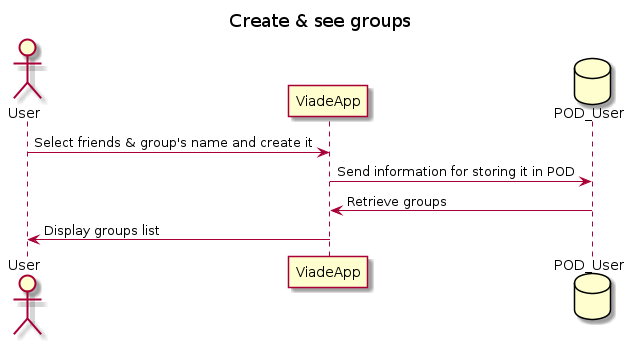 Create & see groups
User
ViadeApp
POD_User
Select friends & group's name and create it
Send information for storing it in POD
Retrieve groups
Display groups list
User
ViadeApp
POD_User